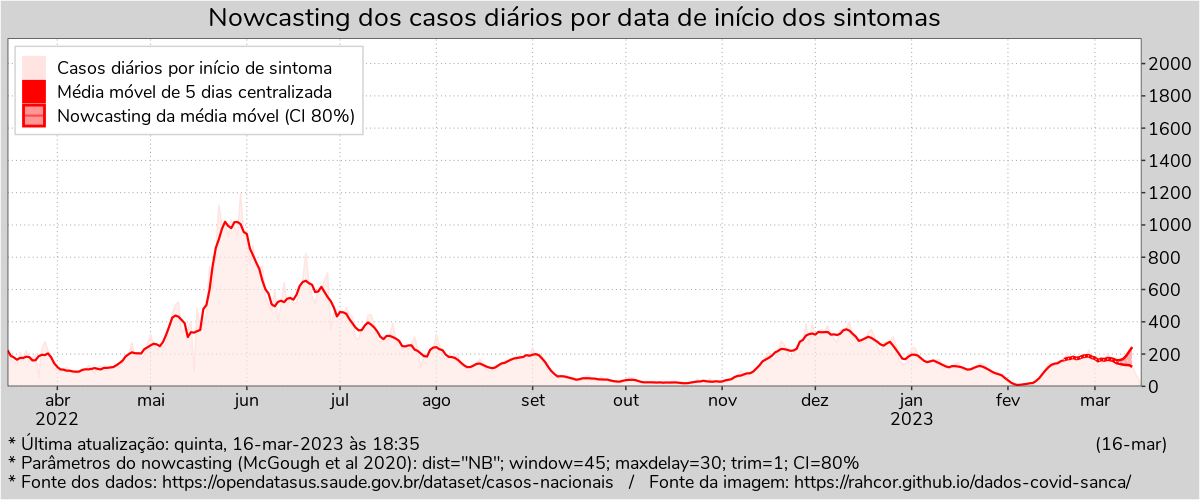 Nowcasting dos casos diários por data de início dos sintomas
Casos diários por início de sintoma
Média móvel de 5 dias centralizada
Nowcasting da média móvel (CI 80%)
2000
1800
1600
1400
1200
1000
800
600
400
200
0
abr mai jun jul ago set out nov dez jan fev mar
2022 2023
* Última atualização: quinta, 16-mar-2023 às 18:35 (16-mar)
* Parâmetros do nowcasting (McGough et al 2020): dist="NB"; window=45; maxdelay=30; trim=1; CI=80%
* Fonte dos dados: https://opendatasus.saude.gov.br/dataset/casos-nacionais / Fonte da imagem: https://rahcor.github.io/dados-covid-sanca/